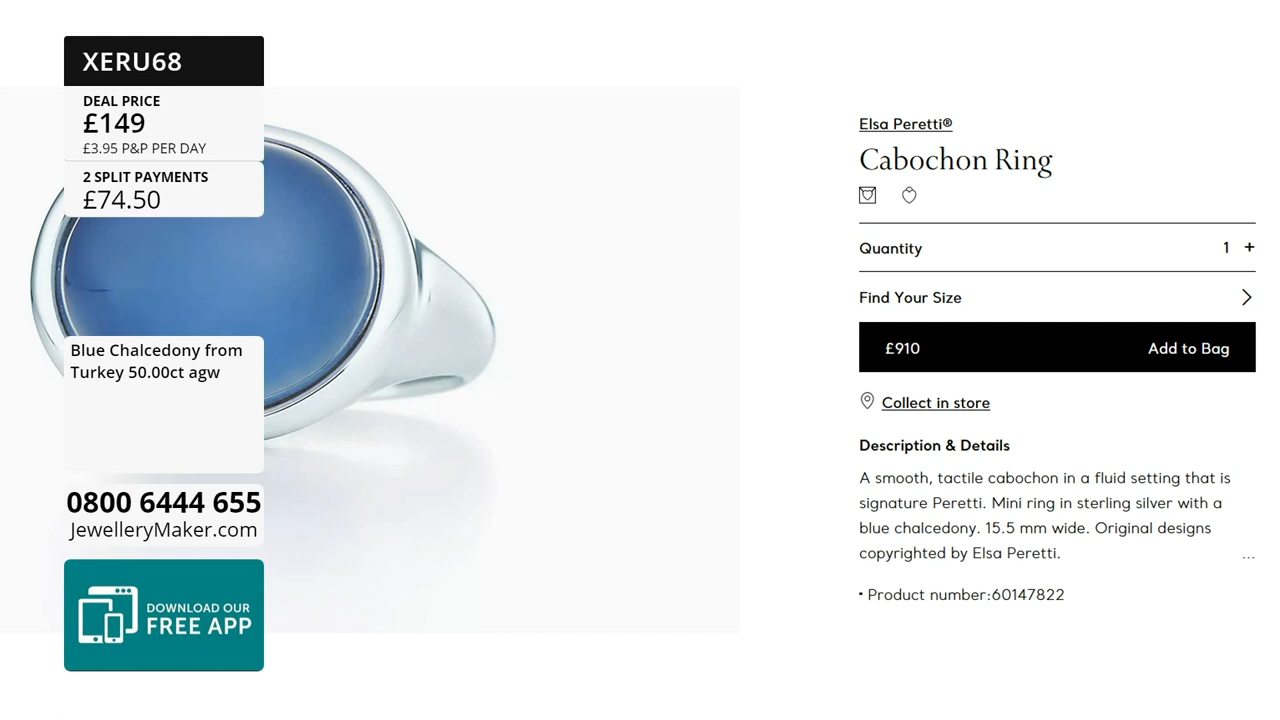 XERU68
DEAL PRICE
£149
£3.95 P&P PER DAY
2 SPLIT PAYMENTS
£74.50
Blue Chalcedony from
Turkey 50.00ct agw
0800 6444 655
JewelleryMaker.com
DOWNLOAD OUR
FREE APP
Elsa Peretti®
Cabochon Ring
Quantity 1 +
Find Your Size
£910 Add to Bag
Collect in store
Description & Details
A smooth, tactile cabochon in a fluid setting that is
signature Peretti. Mini ring in sterling silver with a
blue chalcedony. 15.5 mm wide. Original designs
copyrighted by Elsa Peretti. ...
• Product number:60147822